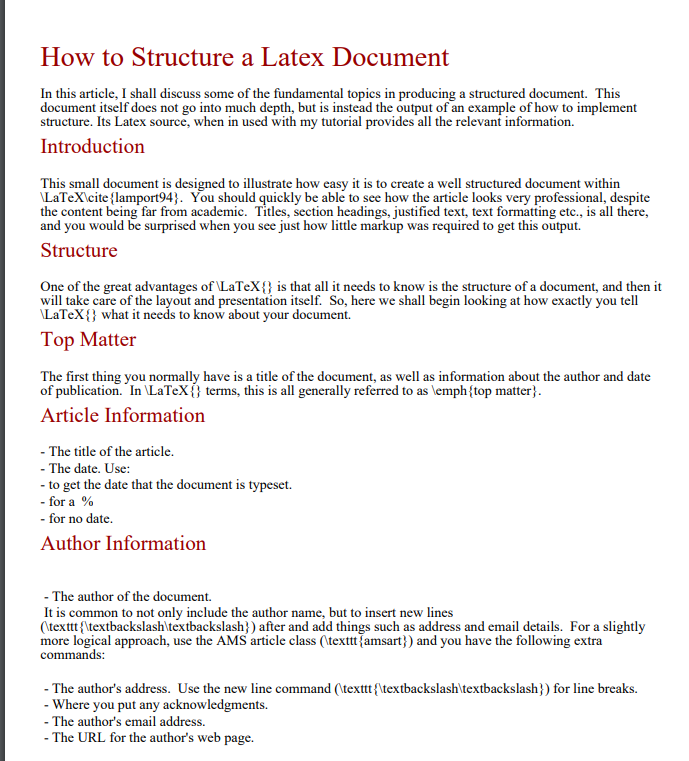 How to Structure a Latex Document
In this article, I shall discuss some of the fundamental topics in producing a structured document.  This
document itself does not go into much depth, but is instead the output of an example of how to implement
structure. Its Latex source, when in used with my tutorial provides all the relevant information.
Introduction
This small document is designed to illustrate how easy it is to create a well structured document within
\LaTeX\cite{lamport94}.  You should quickly be able to see how the article looks very professional, despite
the content being far from academic.  Titles, section headings, justified text, text formatting etc., is all there,
and you would be surprised when you see just how little markup was required to get this output.
Structure
One of the great advantages of \LaTeX{} is that all it needs to know is the structure of a document, and then it
will take care of the layout and presentation itself.  So, here we shall begin looking at how exactly you tell
\LaTeX{} what it needs to know about your document.
Top Matter
The first thing you normally have is a title of the document, as well as information about the author and date
of publication.  In \LaTeX{} terms, this is all generally referred to as \emph{top matter}.
Article Information
- The title of the article.
- The date. Use:
- to get the date that the document is typeset.
- for a  %
- for no date.
Author Information
- The author of the document.
It is common to not only include the author name, but to insert new lines
(\texttt{\textbackslash\textbackslash}) after and add things such as address and email details.  For a slightly
more logical approach, use the AMS article class (\texttt{amsart}) and you have the following extra
commands:
- The author's address.  Use the new line command (\texttt{\textbackslash\textbackslash}) for line breaks.
- Where you put any acknowledgments.
- The author's email address.
- The URL for the author's web page.